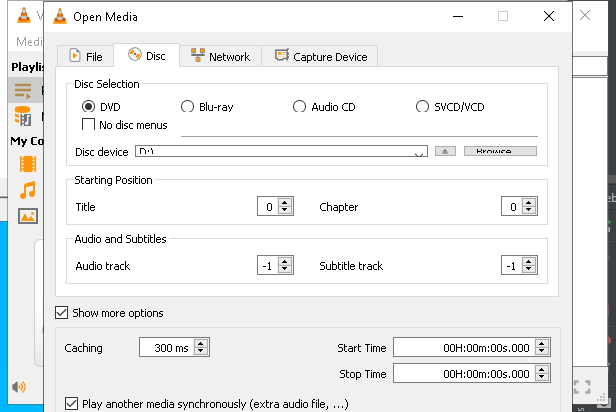 Open Media
Medi
File Disc Network Capture Device
Playlis
Disc Selection
DVD Blu-ray Audio CD SVCD/VCD
No disc menus
My Co
Disc device D:\ Browse...
Starting Position
Title 0 Chapter 0
Audio and Subtitles
Audio track -1 Subtitle track -1
Show more options
Caching 300 ms Start Time 00H:00m:00s.000
Stop Time 00H:00m:00s.000
Play another media synchronously (extra audio file, ...)